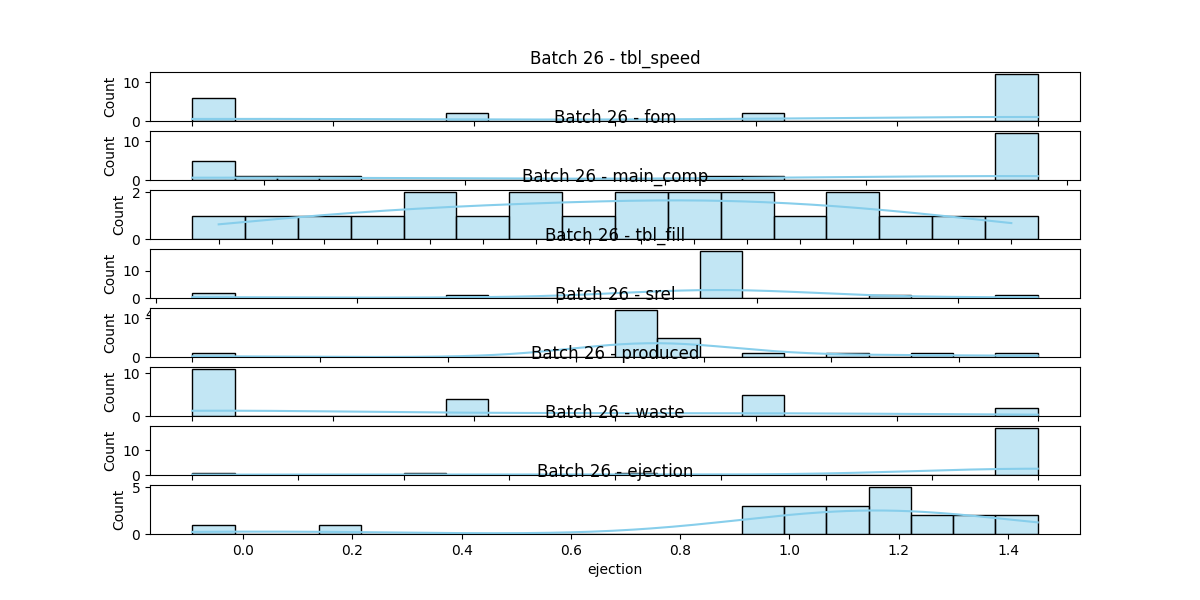 Batch 26 - tbl_speed
10
Count
0
Batch 26 - fom
10
Count
0
Batch 26 - main_comp
2
Count
0
Batch 26 - tbl_fill
10
Count
0
Batch 26 - srel
10
Count
0
Batch 26 - produced
10
Count
0
Batch 26 - waste
10
Count
0
Batch 26 - ejection
5
Count
0
0.0 0.2 0.4 0.6 0.8 1.0 1.2 1.4
ejection